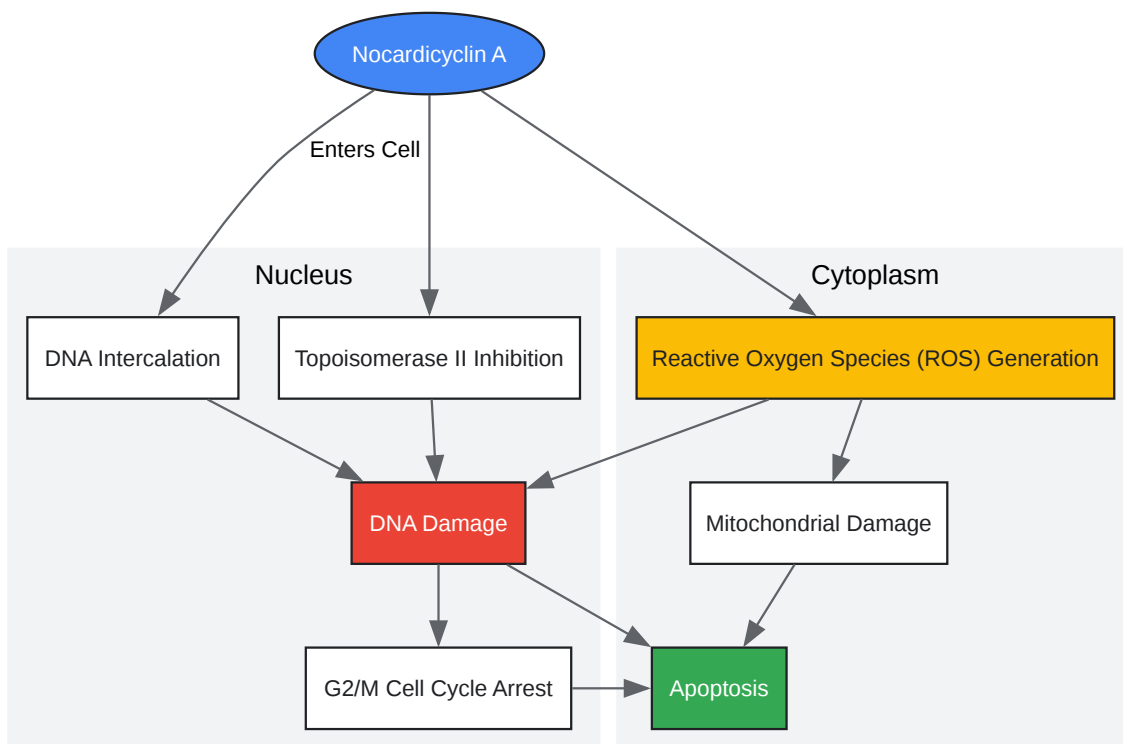 Nocardicyclin A
Enters Cell
Nucleus
Cytoplasm
DNA Intercalation
Topoisomerase II Inhibition
Reactive Oxygen Species (ROS) Generation
DNA Damage
Mitochondrial Damage
G2/M Cell Cycle Arrest
Apoptosis